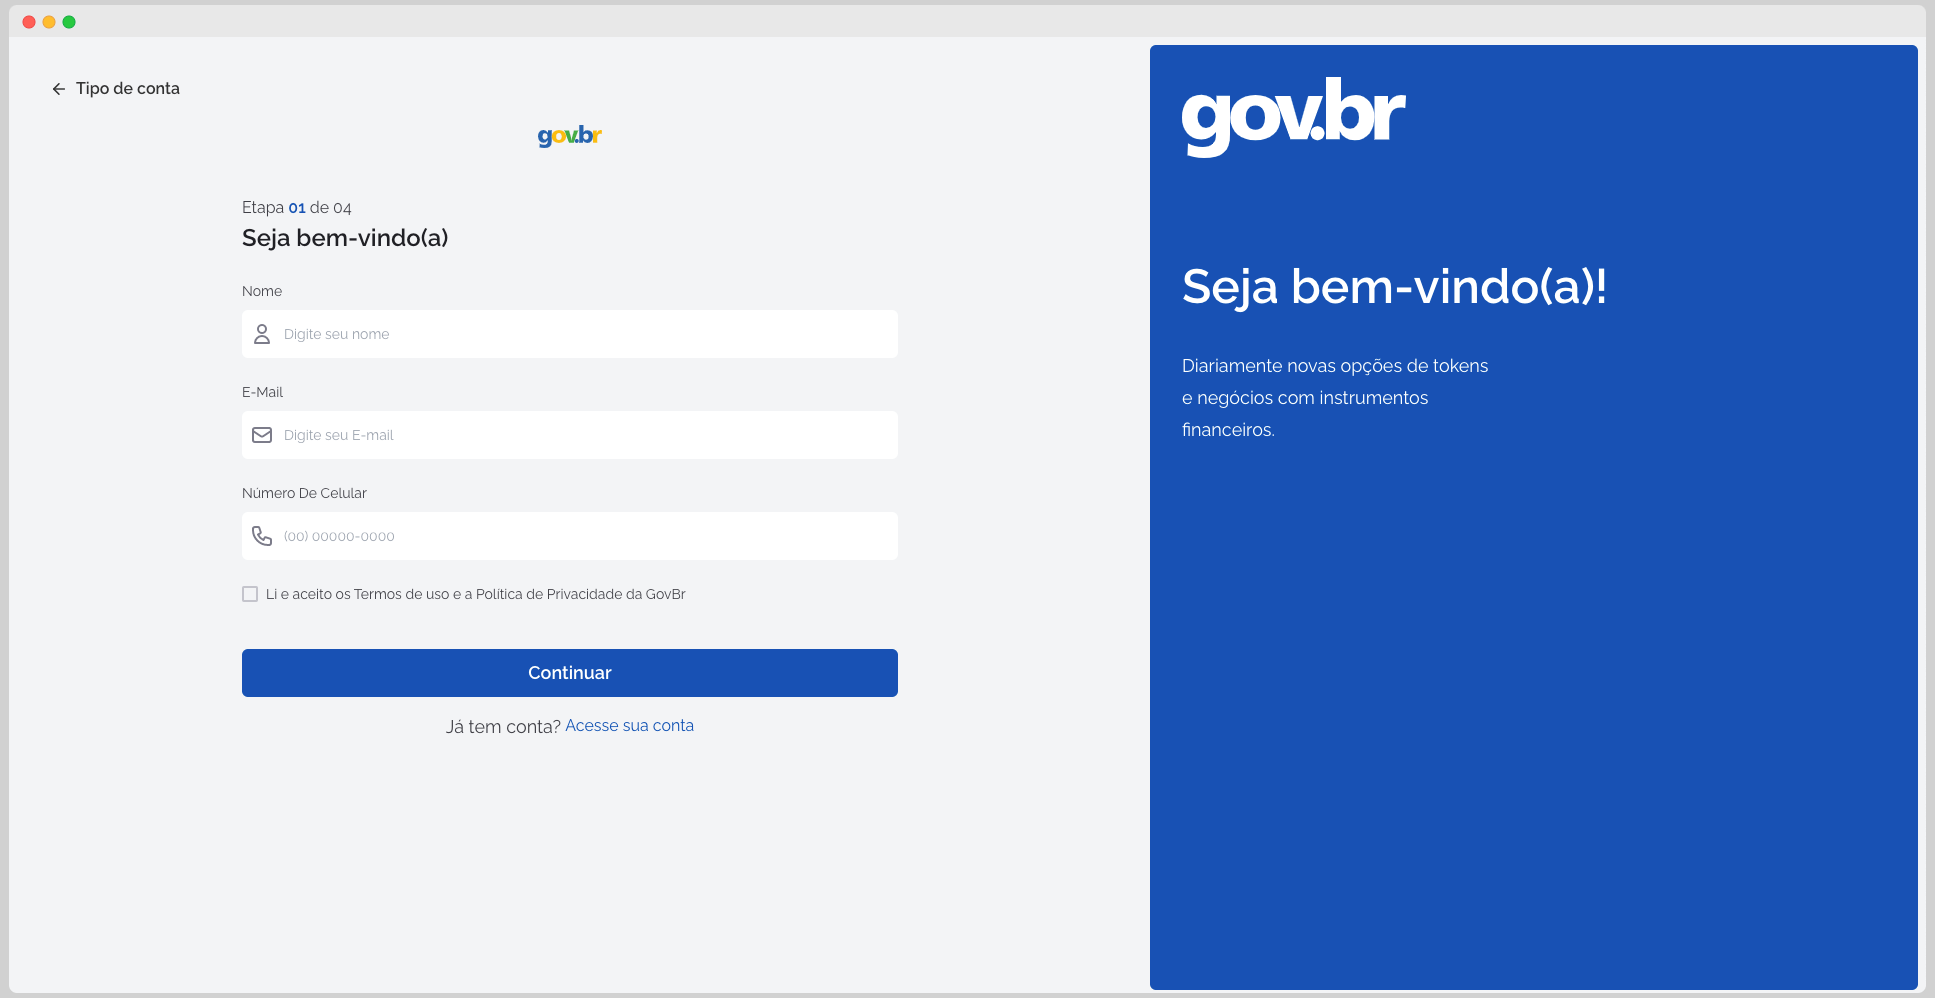 Tipo de conta
gov.br
Etapa 01 de 04
Seja bem-vindo(a)
Nome
Digite seu nome
E-Mail
Digite seu E-mail
Número De Celular
(00) 00000-0000
Li e aceito os Termos de uso e a Política de Privacidade da GovBr
Continuar
Já tem conta? Acesse sua conta
gov.br
Seja bem-vindo(a)!
Diariamente novas opções de tokens
e negócios com instrumentos
financeiros.